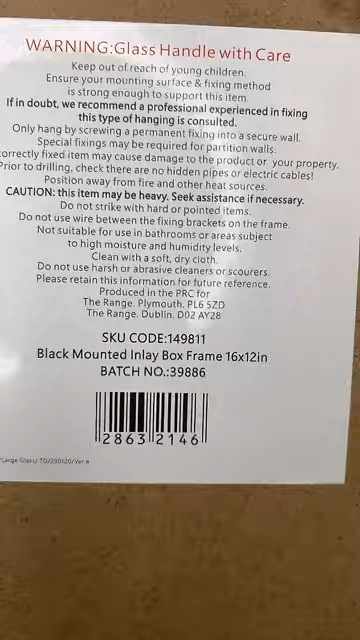 WARNING:Glass Handle with Care
Keep out of reach of young children.
Ensure your mounting surface & fixing method
is strong enough to support this item.
If in doubt, we recommend a professional experienced in fixing
this type of hanging is consulted.
Only hang by screwing a permanent fixing into a secure wall.
Special fixings may be required for partition walls.
correctly fixed item may cause damage to the product or your property.
Prior to drilling, check there are no hidden pipes or electric cables!
Position away from fire and other heat sources.
CAUTION: this item may be heavy. Seek assistance if necessary.
Do not strike with hard or pointed items.
Do not use wire between the fixing brackets on the frame.
Not suitable for use in bathrooms or areas subject
to high moisture and humidity levels.
Clean with a soft, dry cloth.
Do not use harsh or abrasive cleaners or scourers.
Please retain this information for future reference.
Produced in the PRC for
The Range. Plymouth. PL6 5ZD
The Range. Dublin. D02 AY28
SKU CODE:149811
Black Mounted Inlay Box Frame 16x12in
BATCH NO.:39886
2863 2146
/Large Glass/ TD/290120/Ver.6